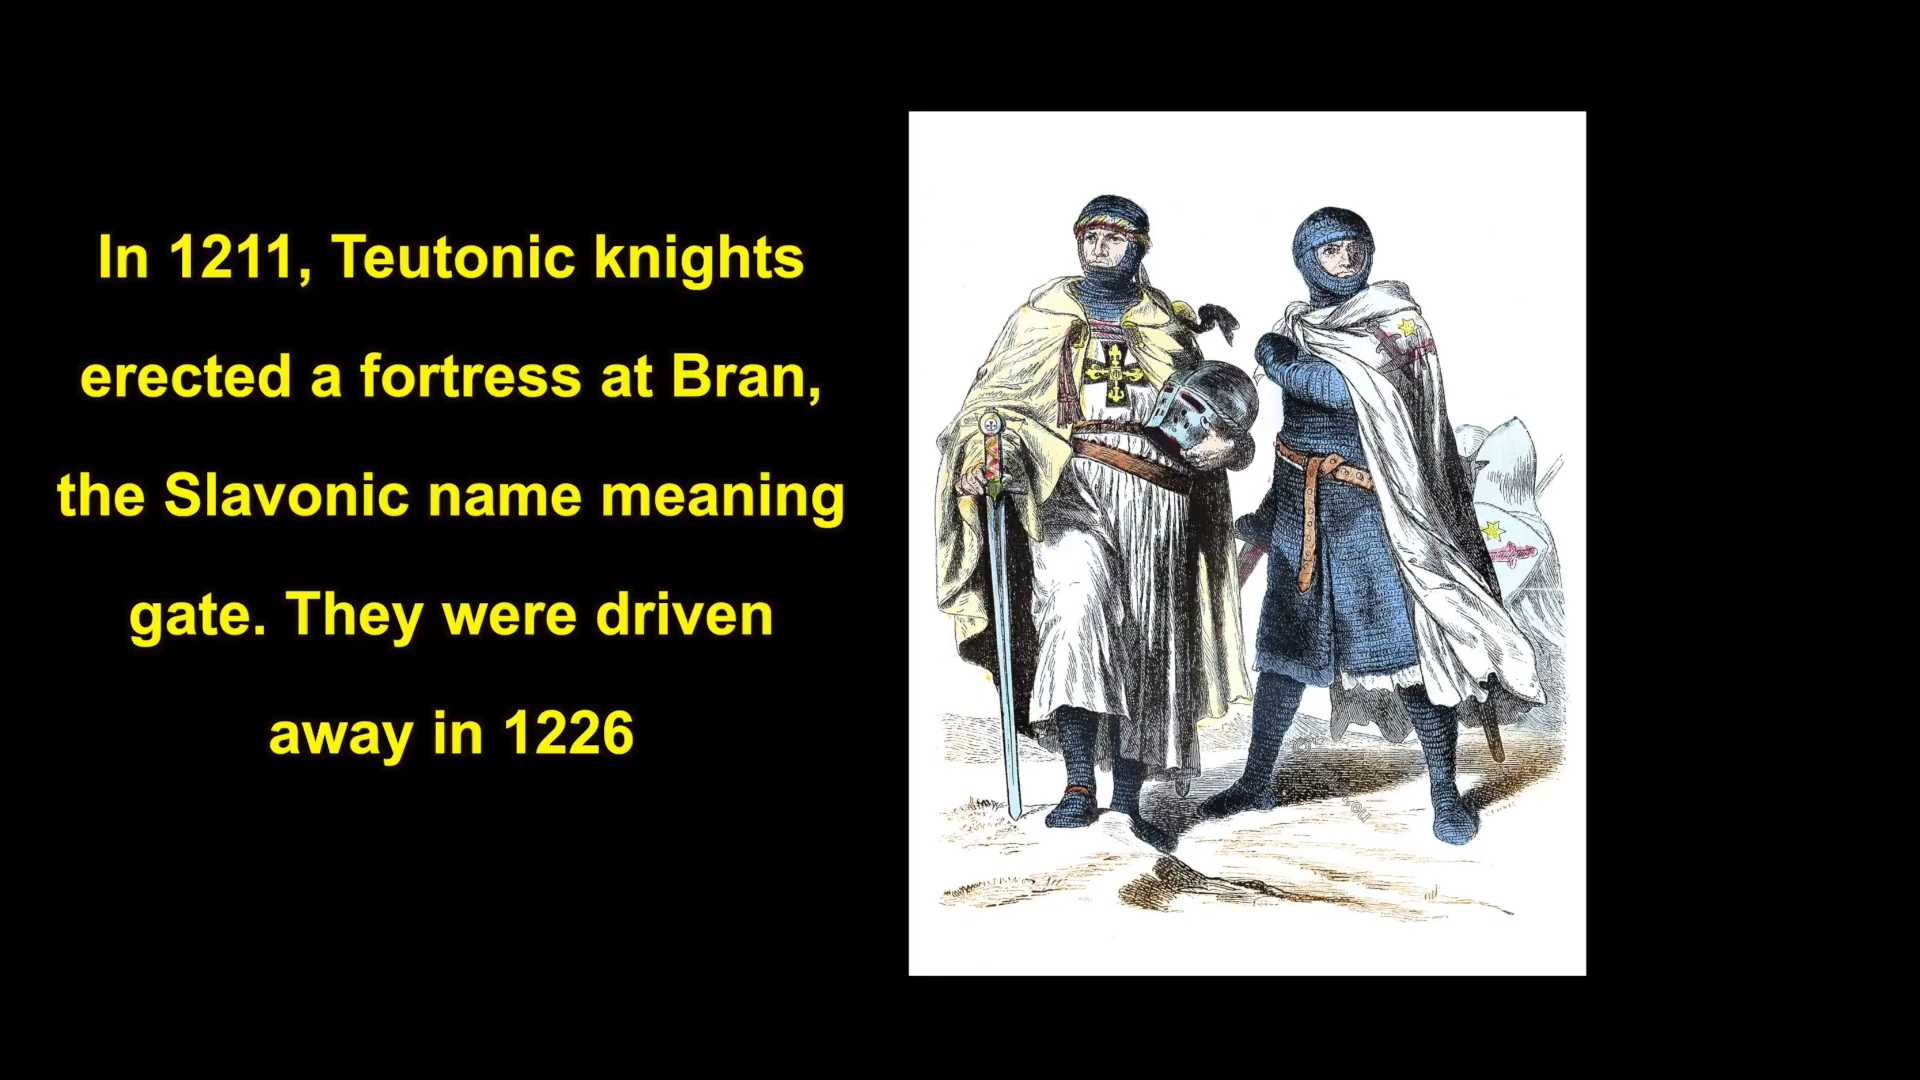 In 1211, Teutonic knights
erected a fortress at Bran,
the Slavonic name meaning
gate. They were driven
away in 1226